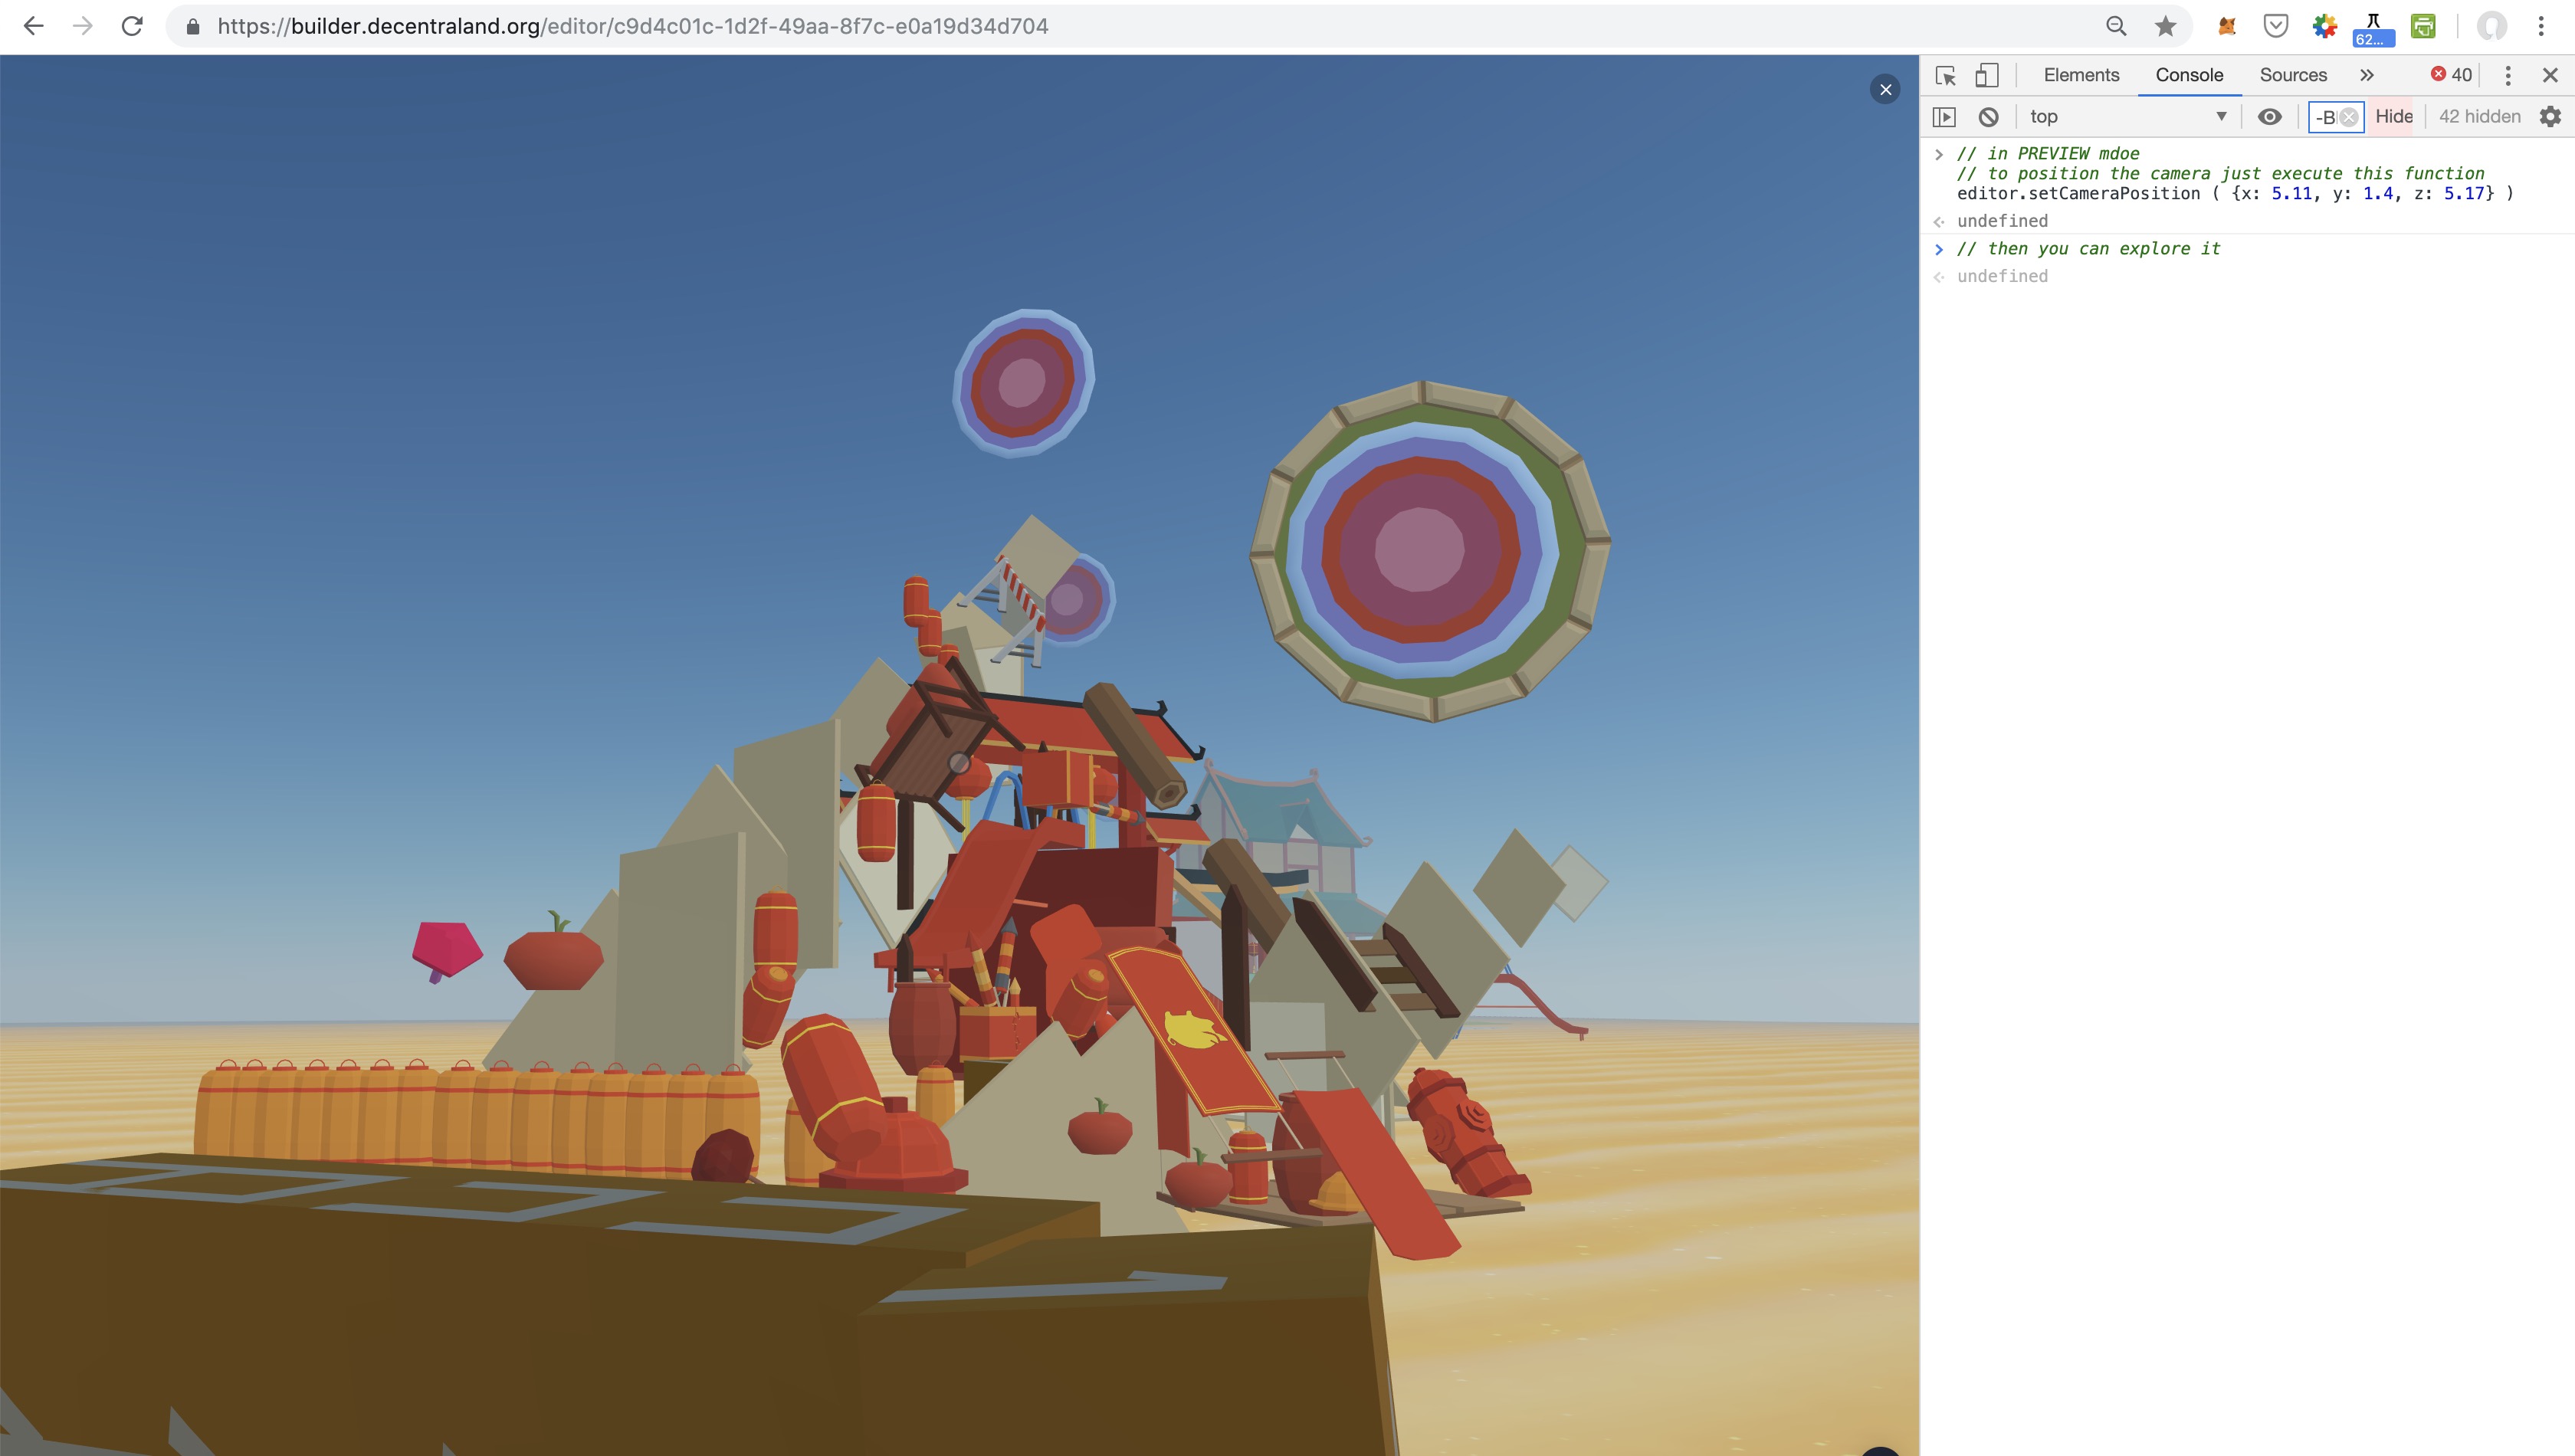 https://builder.decentraland.org/editor/c9d4c01c-1d2f-49aa-8f7c-e0a19d34d704
62...
Elements Console Sources » 40
top -B Hide 42 hidden
> // in PREVIEW mdoe
// to position the camera just execute this function
editor.setCameraPosition ( {x: 5.11, y: 1.4, z: 5.17} )
undefined
> // then you can explore it
undefined